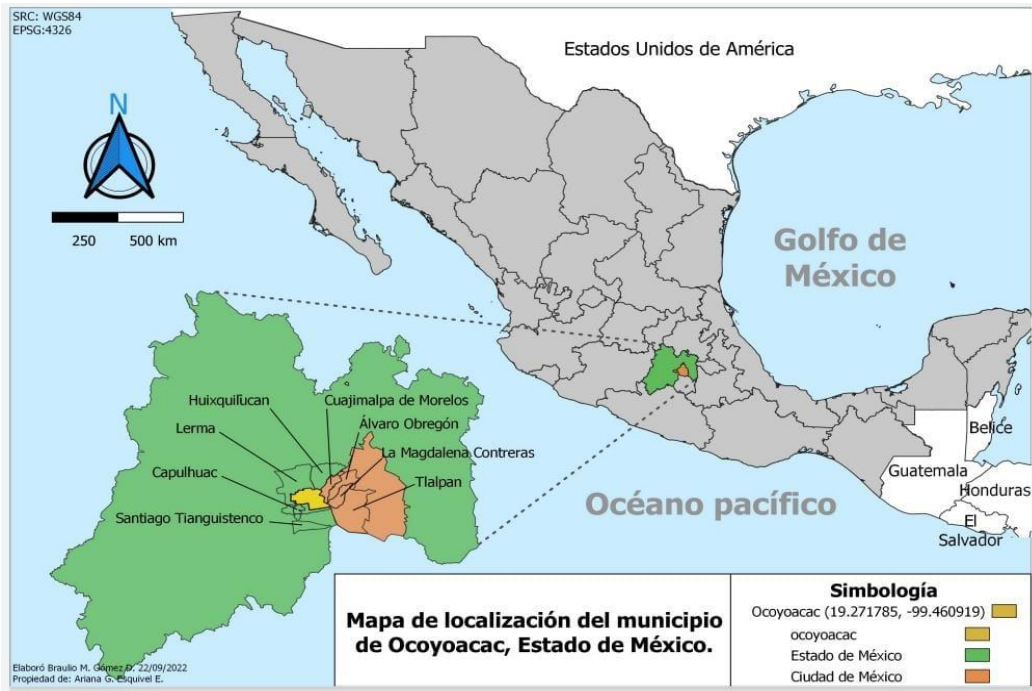 SRC: WGS84
EPSG:4326
N
250 500 km
Estados Unidos de América
Golfo de
México
Belice
Guatemala
Honduras
El
Salvador
Océano pacífico
Huixquilucan
Cuajimalpa de Morelos
Lerma
Álvaro Obregón
La Magdalena Contreras
Capulhuac
Tlalpan
Santiago Tianguistenco
Mapa de localización del municipio
de Ocoyoacac, Estado de México.
Simbología
Ocoyoacac (19.271785, -99.460919)
ocoyoacac
Estado de México
Ciudad de México
Elaboró Braulio M. Gómez D. 22/09/2022
Propiedad de: Ariana G. Esquivel E.